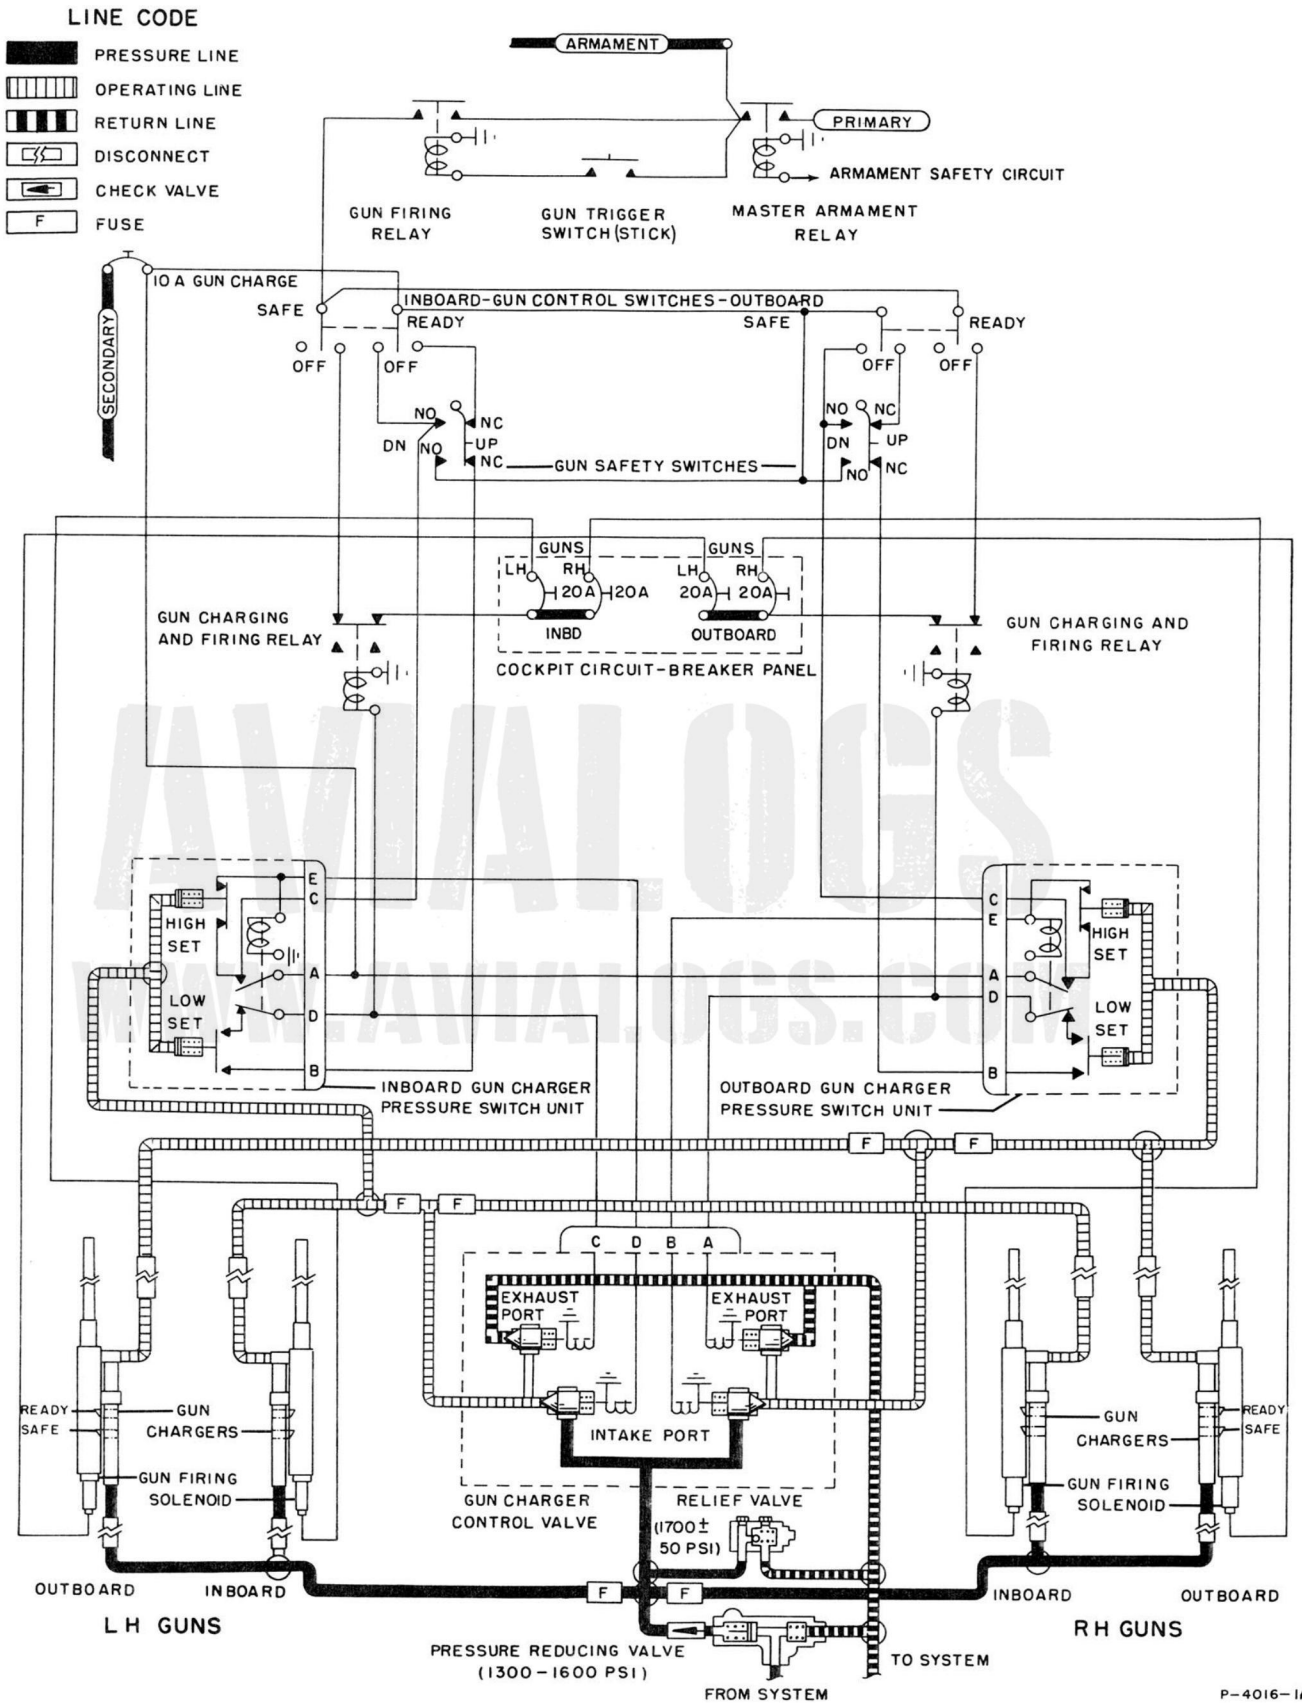 LINE CODE
PRESSURE LINE
OPERATING LINE
RETURN LINE
DISCONNECT
CHECK VALVE
F FUSE
ARMAMENT
PRIMARY
ARMAMENT SAFETY CIRCUIT
GUN FIRING
RELAY
GUN TRIGGER
SWITCH (STICK)
MASTER ARMAMENT
RELAY
SECONDARY
10 A GUN CHARGE
INBOARD-GUN CONTROL SWITCHES-OUTBOARD
SAFE
READY
SAFE
READY
OFF
OFF
OFF
OFF
NO
NC
DN
UP
NO
NC
NO
NC
DN
UP
NO
NC
GUN SAFETY SWITCHES
GUNS
GUNS
LH
RH
LH
RH
20A
20A
20A
20A
INBD
OUTBOARD
COCKPIT CIRCUIT-BREAKER PANEL
GUN CHARGING
AND FIRING RELAY
GUN CHARGING AND
FIRING RELAY
AVIALOGS
WWW.AVIALOGS.COM
HIGH
SET
LOW
SET
E
C
A
D
B
C
E
A
D
B
HIGH
SET
LOW
SET
INBOARD GUN CHARGER
PRESSURE SWITCH UNIT
OUTBOARD GUN CHARGER
PRESSURE SWITCH UNIT
F
F
F
F
C D B A
EXHAUST
PORT
EXHAUST
PORT
INTAKE PORT
GUN CHARGER
CONTROL VALVE
RELIEF VALVE
(1700±
50 PSI)
READY
SAFE
GUN
CHARGERS
GUN FIRING
SOLENOID
GUN
CHARGERS
READY
SAFE
GUN FIRING
SOLENOID
OUTBOARD
INBOARD
LH GUNS
F
F
INBOARD
OUTBOARD
RH GUNS
PRESSURE REDUCING VALVE
(1300-1600 PSI)
TO SYSTEM
FROM SYSTEM
P-4016-1A